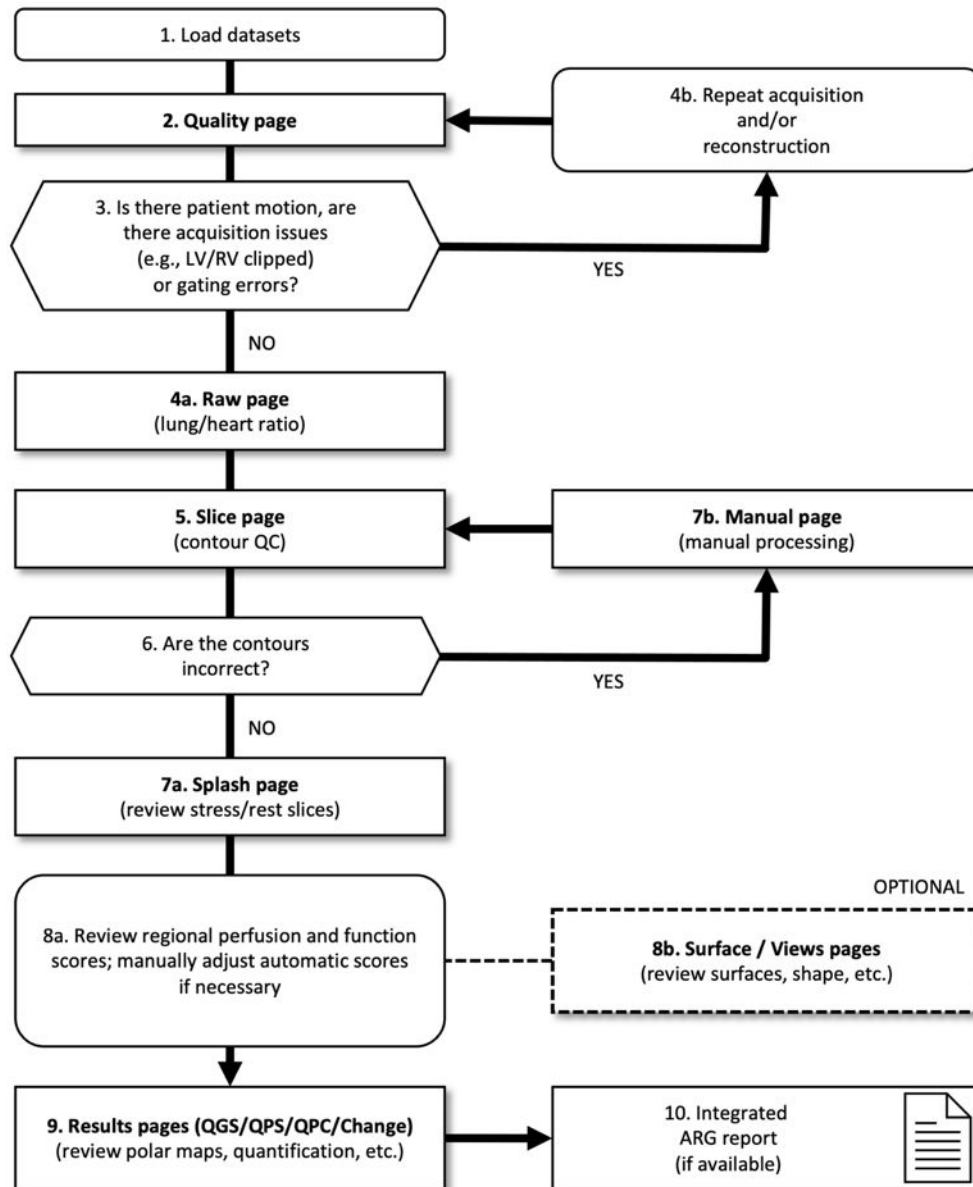 1. Load datasets
2. Quality page
4b. Repeat acquisition
and/or
reconstruction
3. Is there patient motion, are
there acquisition issues
(e.g., LV/RV clipped)
or gating errors?
YES
NO
4a. Raw page
(lung/heart ratio)
5. Slice page
(contour QC)
7b. Manual page
(manual processing)
6. Are the contours
incorrect?
YES
NO
7a. Splash page
(review stress/rest slices)
OPTIONAL
8a. Review regional perfusion and function
scores; manually adjust automatic scores
if necessary
8b. Surface / Views pages
(review surfaces, shape, etc.)
9. Results pages (QGS/QPS/QPC/Change)
(review polar maps, quantification, etc.)
10. Integrated
ARG report
(if available)